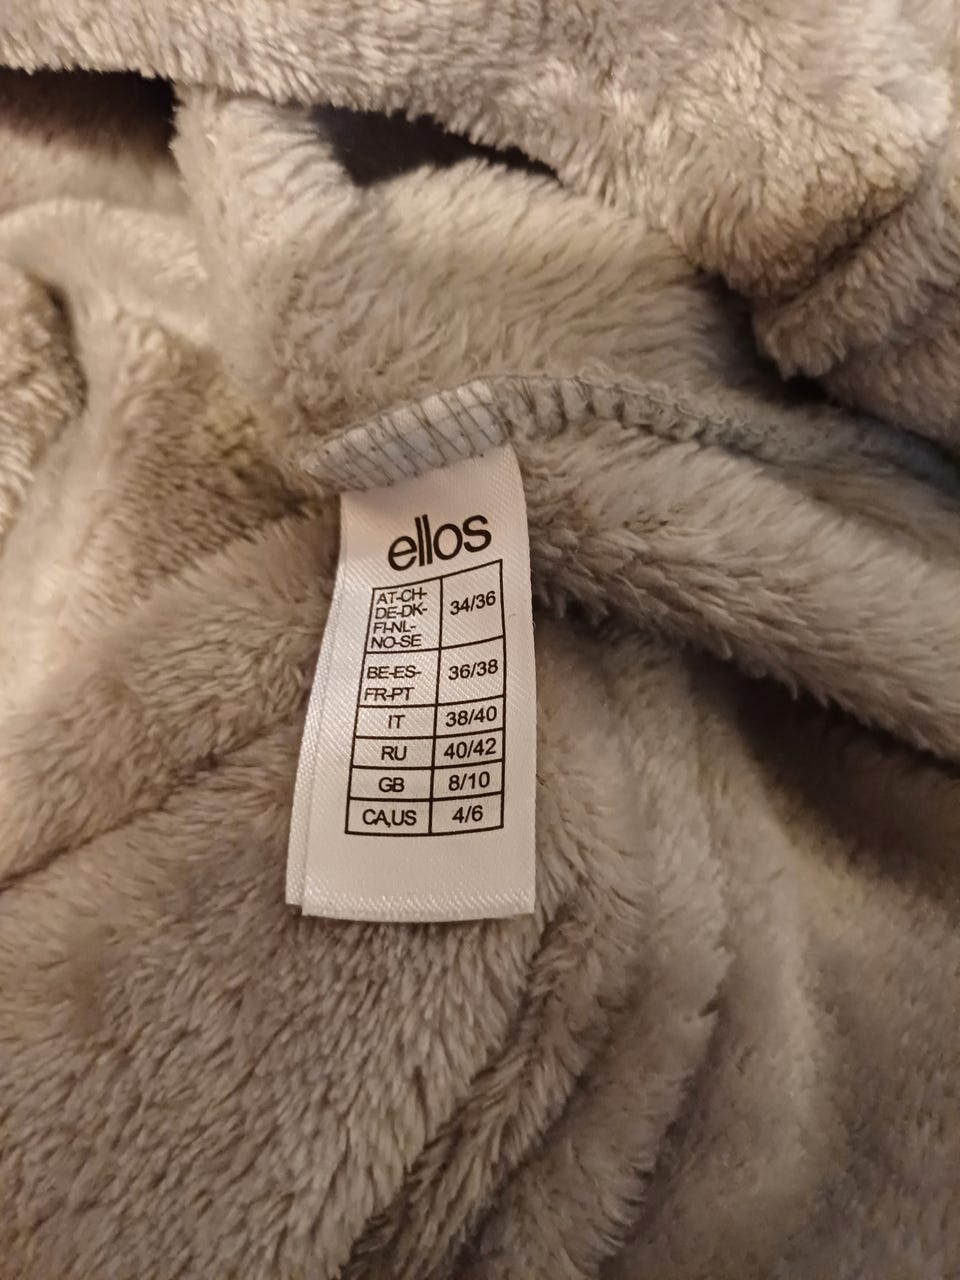 ellos
AT-CH-
DE-DK-
FI-NL-
NO-SE
34/36
BE-ES-
FR-PT
36/38
IT 38/40
RU 40/42
GB 8/10
CA,US 4/6